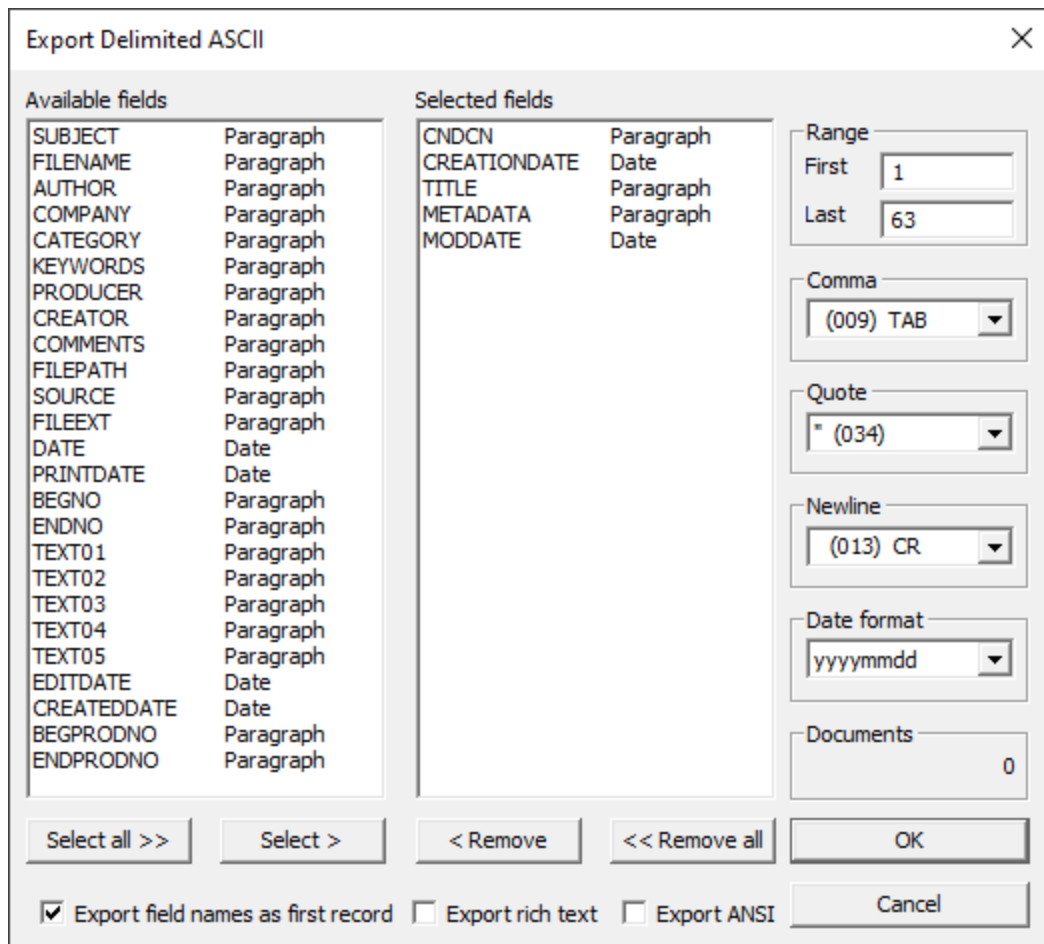 Export Delimited ASCII
Available fields
SUBJECT Paragraph
FILENAME Paragraph
AUTHOR Paragraph
COMPANY Paragraph
CATEGORY Paragraph
KEYWORDS Paragraph
PRODUCER Paragraph
CREATOR Paragraph
COMMENTS Paragraph
FILEPATH Paragraph
SOURCE Paragraph
FILEEXT Paragraph
DATE Date
PRINTDATE Date
BEGNO Paragraph
ENDNO Paragraph
TEXT01 Paragraph
TEXT02 Paragraph
TEXT03 Paragraph
TEXT04 Paragraph
TEXT05 Paragraph
EDITDATE Date
CREATEDDATE Date
BEGPRODNO Paragraph
ENDPRODNO Paragraph
Selected fields
CNDCN Paragraph
CREATIONDATE Date
TITLE Paragraph
METADATA Paragraph
MODDATE Date
Range
First 1
Last 63
Comma
(009) TAB
Quote
" (034)
Newline
(013) CR
Date format
yyyymmdd
Documents
0
Select all >> Select > < Remove << Remove all OK
Export field names as first record Export rich text Export ANSI Cancel